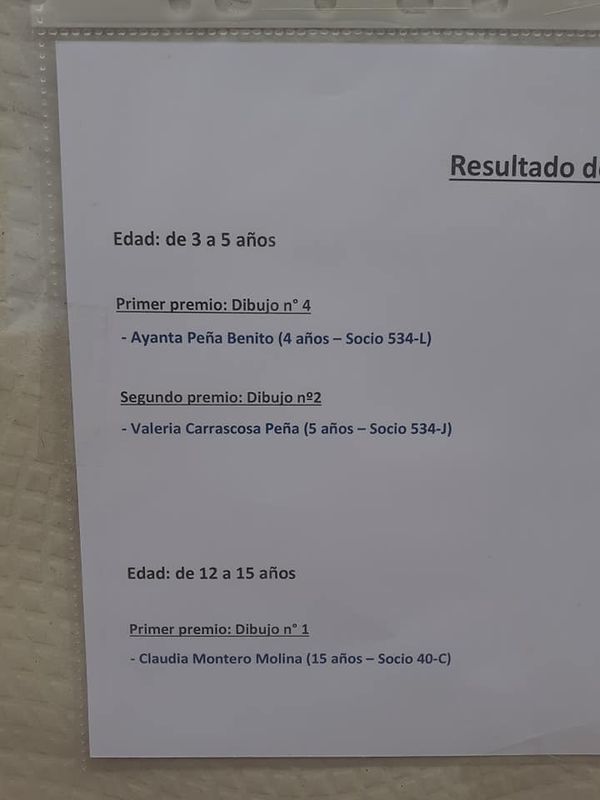 Resultado de
Edad: de 3 a 5 años
Primer premio: Dibujo n° 4
- Ayanta Peña Benito (4 años – Socio 534-L)
Segundo premio: Dibujo nº2
- Valeria Carrascosa Peña (5 años – Socio 534-J)
Edad: de 12 a 15 años
Primer premio: Dibujo n° 1
- Claudia Montero Molina (15 años – Socio 40-C)